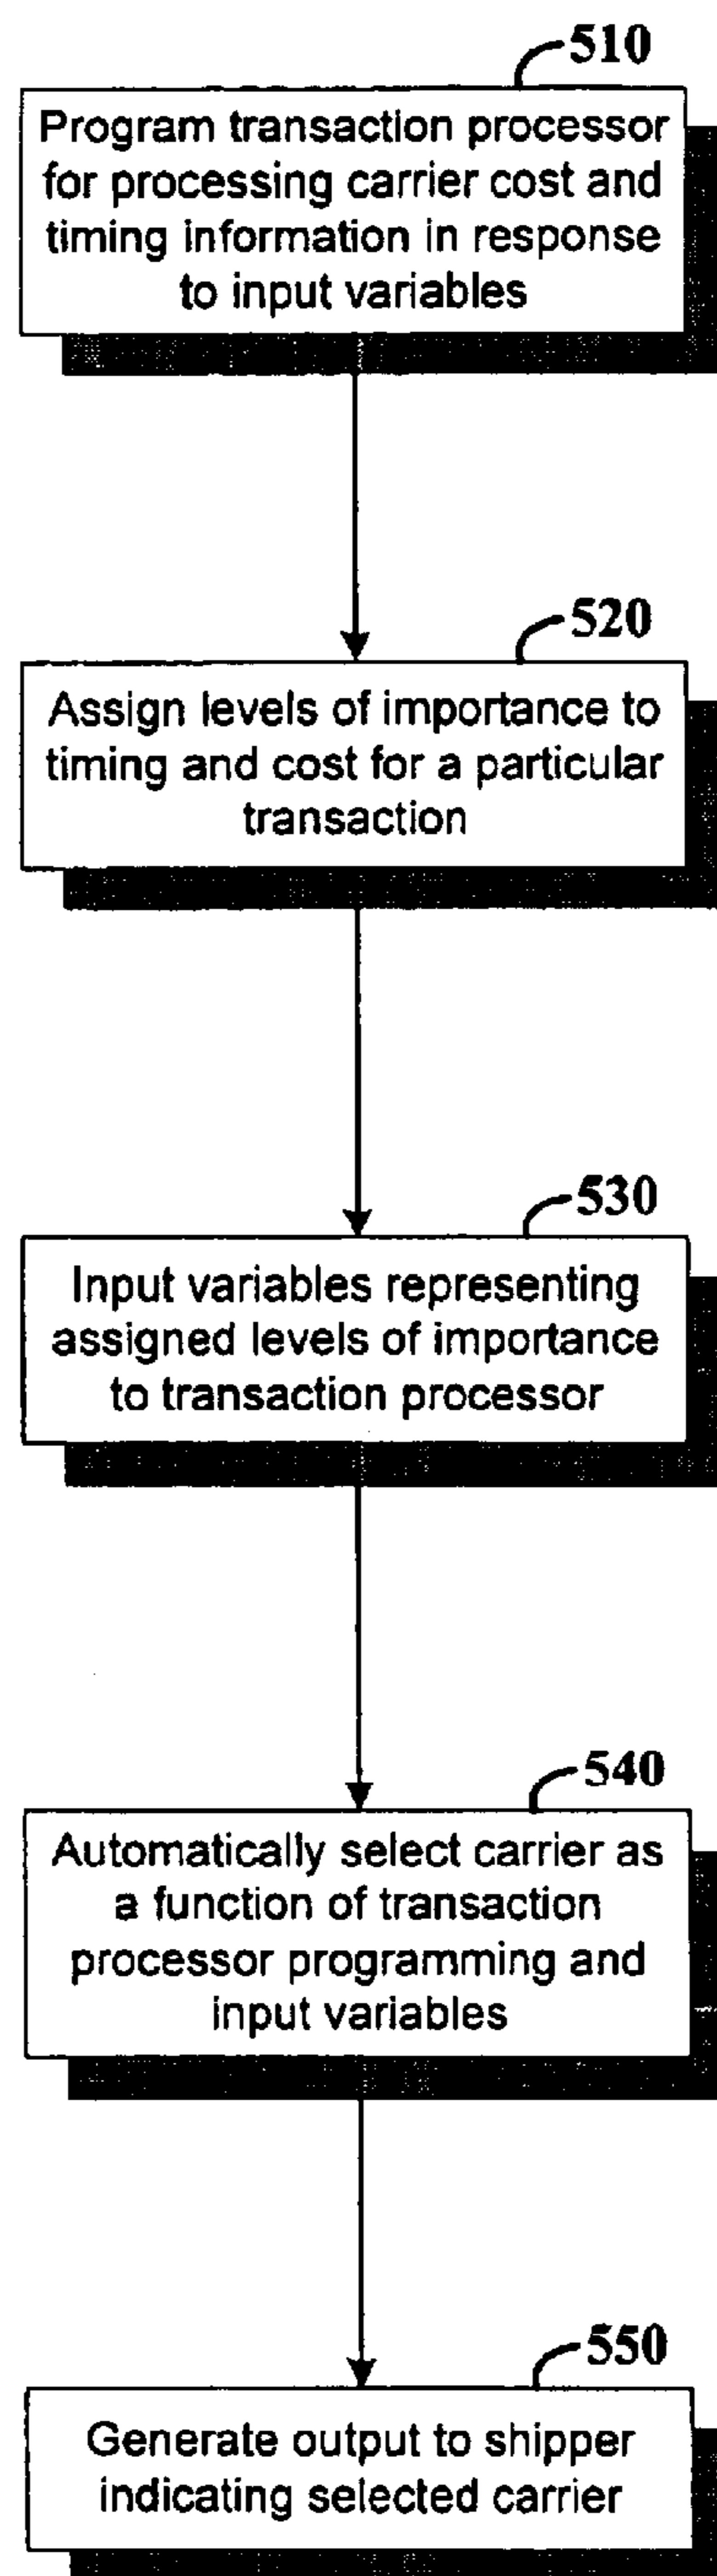 510
Program transaction processor
for processing carrier cost and
timing information in response
to input variables
520
Assign levels of importance to
timing and cost for a particular
transaction
530
Input variables representing
assigned levels of importance
to transaction processor
540
Automatically select carrier as
a function of transaction
processor programming and
input variables
550
Generate output to shipper
indicating selected carrier